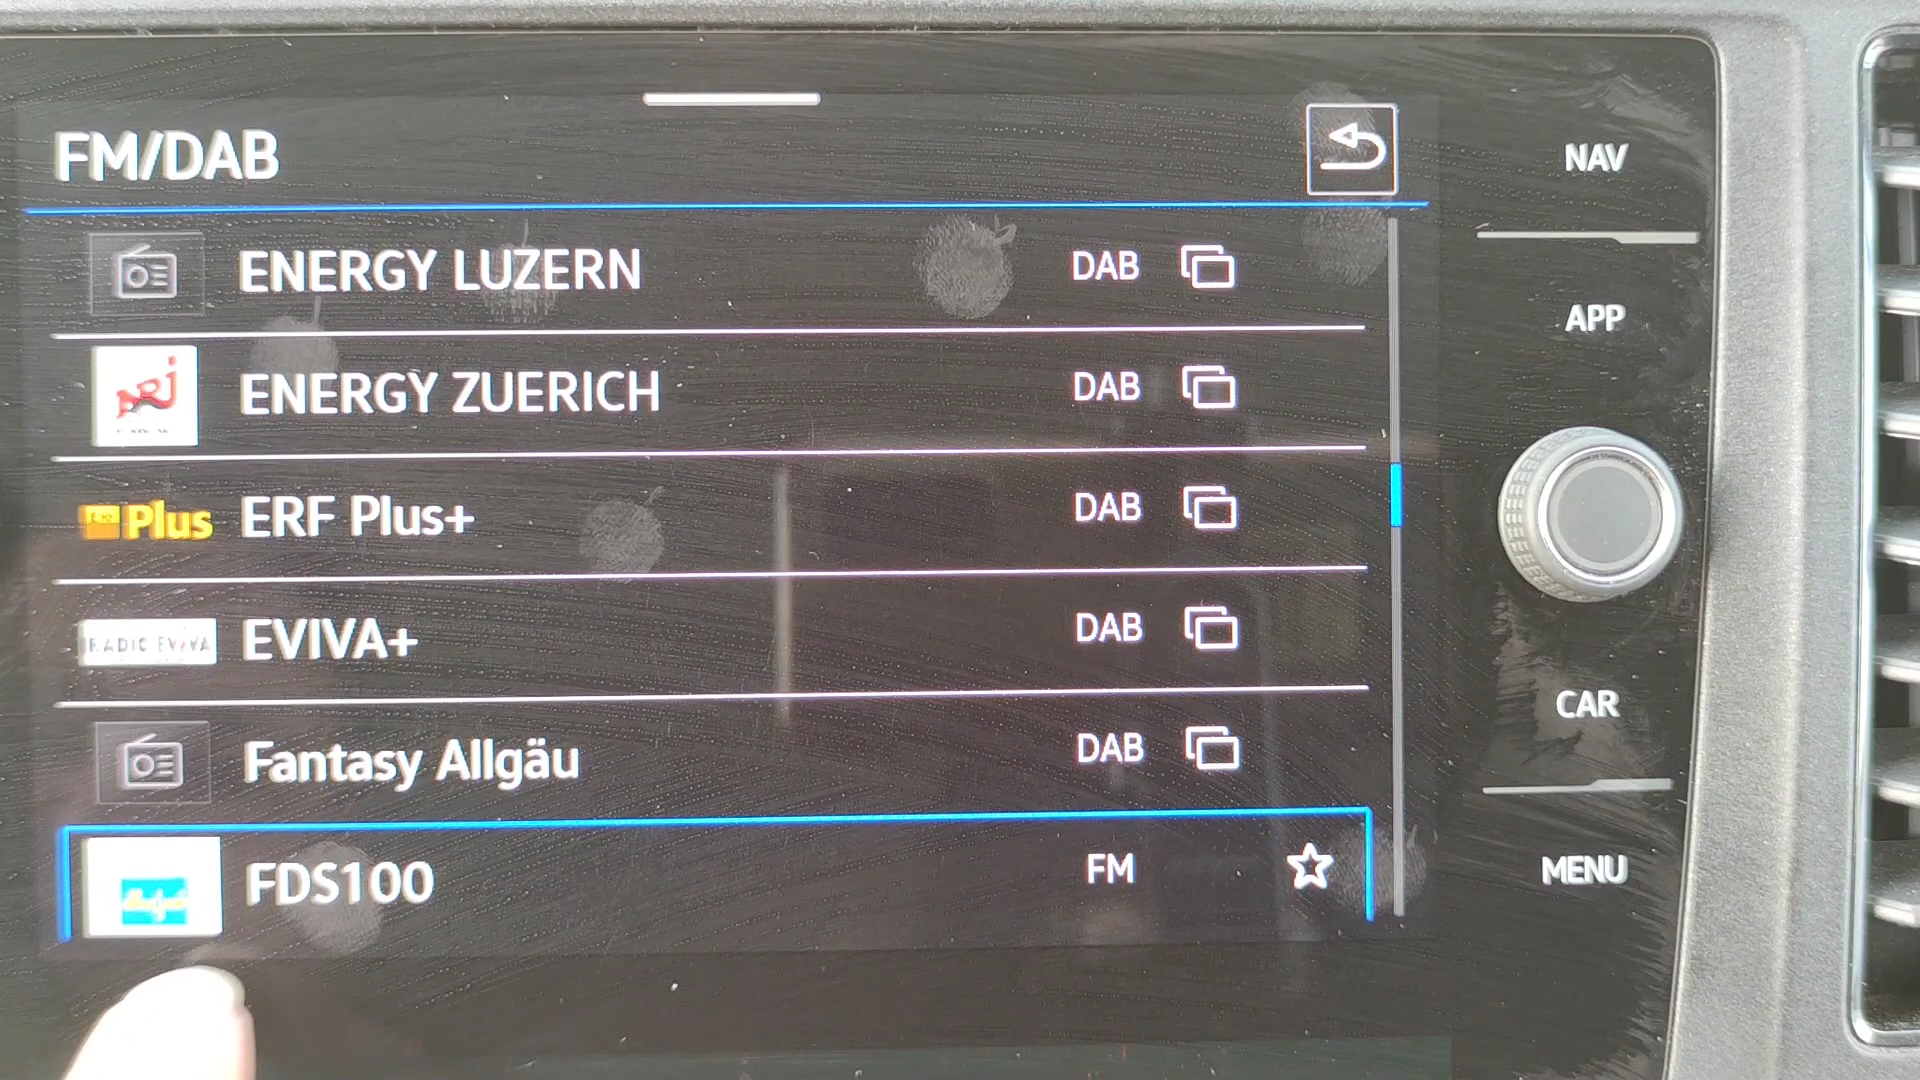 FM/DAB
NAV
ENERGY LUZERN DAB
APP
NRJ ENERGY ZUERICH DAB
Plus ERF Plus+ DAB
RADIO EVIVA EVIVA+ DAB
CAR
Fantasy Allgäu DAB
FDS100 FM
MENU